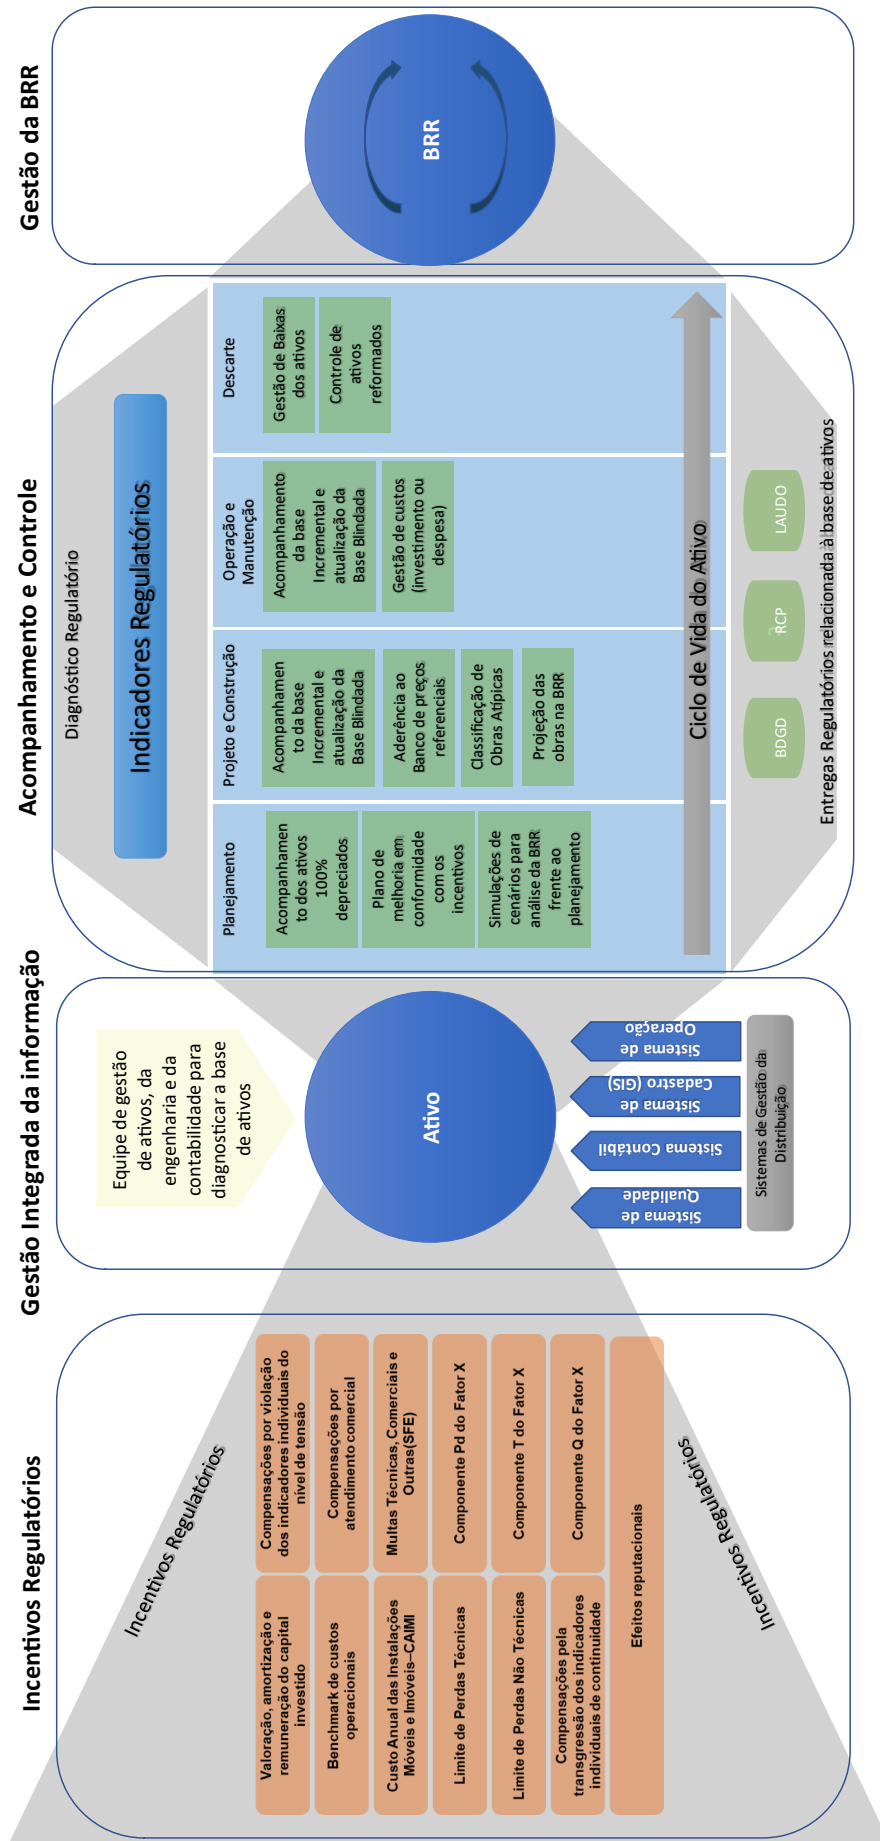 Incentivos Regulatórios
Incentivos Regulatórios
Valoração, amortização e
remuneração do capital
investido
Compensações por violação
dos indicadores individuais do
nível de tensão
Benchmark de custos
operacionais
Compensações por
atendimento comercial
Custo Anual das Instalações
Móveis e Imóveis–CAIMI
Multas Técnicas, Comerciais e
Outras(SFE)
Limite de Perdas Técnicas
Componente Pd do Fator X
Limite de Perdas Não Técnicas
Componente T do Fator X
Compensações pela
transgressão dos indicadores
individuais de continuidade
Componente Q do Fator X
Efeitos reputacionais
Incentivos Regulatórios
Gestão Integrada da informação
Equipe de gestão
de ativos, da
engenharia e da
contabilidade para
diagnosticar a base
de ativos
Ativo
Sistema de
Qualidade
Sistema Contábil
Sistema de
Cadastro (GIS)
Sistema de
Operação
Sistemas de Gestão da
Distribuição
Acompanhamento e Controle
Diagnóstico Regulatório
Indicadores Regulatórios
Planejamento
Acompanhamen
to dos ativos
100%
depreciados
Plano de
melhoria em
conformidade
com os
incentivos
Simulações de
cenários para
análise da BRR
frente ao
planejamento
Projeto e Construção
Acompanhamen
to da base
Incremental e
atualização da
Base Blindada
Aderência ao
Banco de preços
referenciais
Classificação de
Obras Atípicas
Projeção das
obras na BRR
Operação e
Manutenção
Acompanhamento
da base
Incremental e
atualização da
Base Blindada
Gestão de custos
(investimento ou
despesa)
Descarte
Gestão de Baixas
dos ativos
Controle de
ativos
reformados
Ciclo de Vida do Ativo
BDGD
RCP
LAUDO
Entregas Regulatórios relacionada à base de ativos
Gestão da BRR
BRR